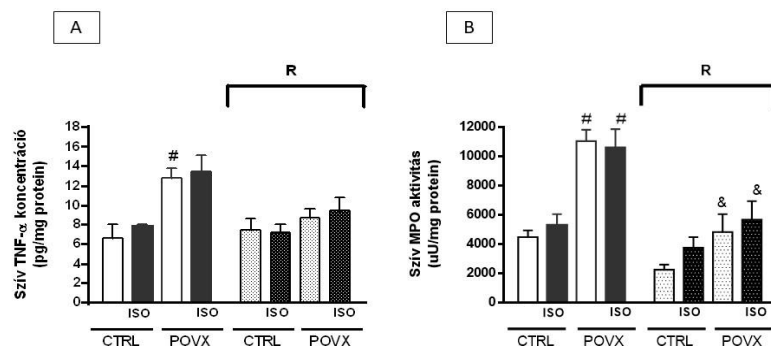 A
R
Szív TNF-α koncentráció
(pg/mg protein)
18
16
14
12
10
8
6
4
2
0
#
ISO ISO ISO ISO
CTRL POVX CTRL POVX
B
R
Szív MPO aktivitás
(uU/mg protein)
12000
10000
8000
6000
4000
2000
0
# #
& &
ISO ISO ISO ISO
CTRL POVX CTRL POVX